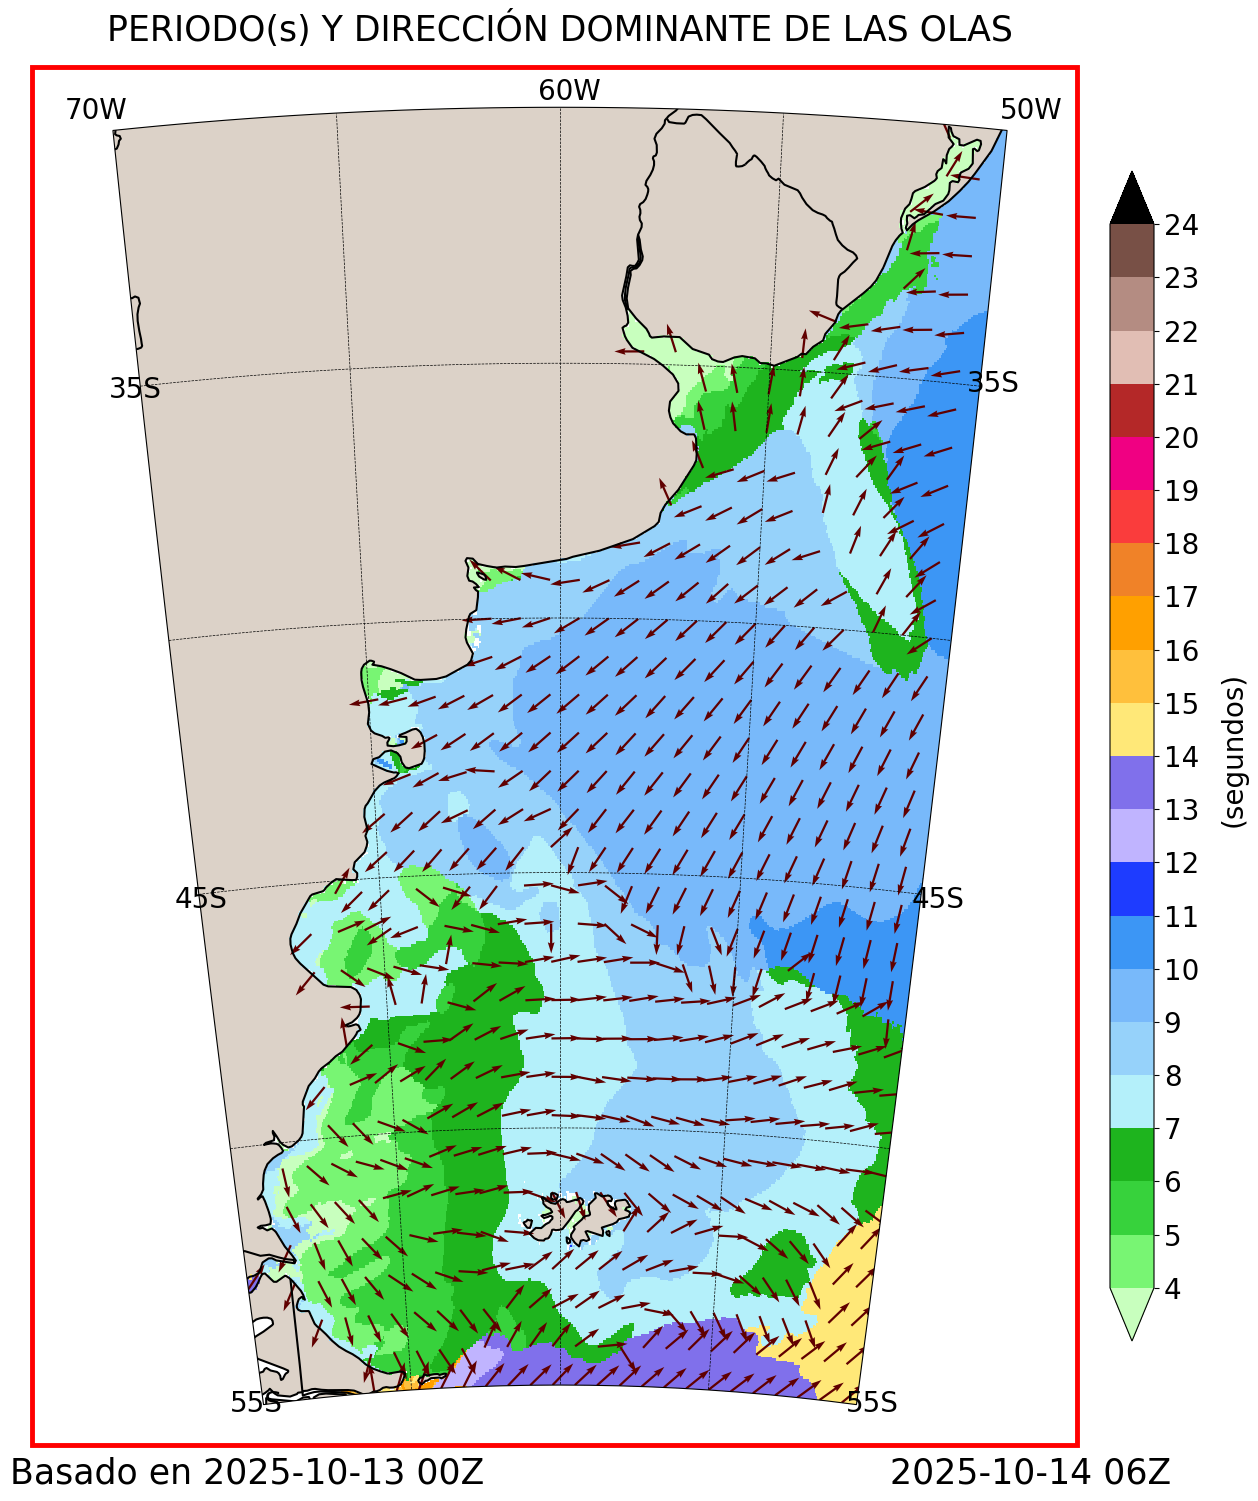 PERIODO(s) Y DIRECCIÓN DOMINANTE DE LAS OLAS
70W
60W
50W
35S
35S
45S
45S
55S
55S
24
23
22
21
20
19
18
17
16
15
14
13
12
11
10
9
8
7
6
5
4
(segundos)
Basado en 2025-10-13 00Z
2025-10-14 06Z